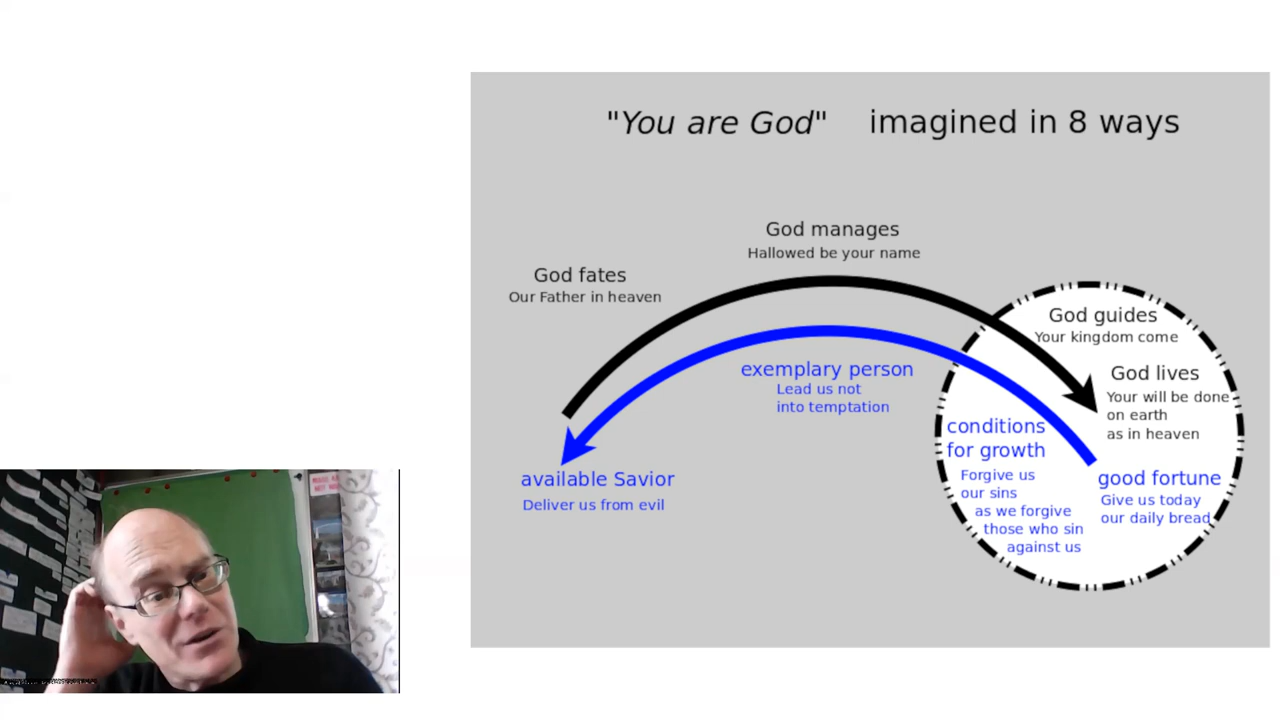 "You are God" imagined in 8 ways
God manages
Hallowed be your name
God fates
Our Father in heaven
God guides
Your kingdom come
God lives
Your will be done
on earth
as in heaven
exemplary person
Lead us not
into temptation
conditions
for growth
Forgive us
our sins
as we forgive
those who sin
against us
good fortune
Give us today
our daily bread
available Savior
Deliver us from evil